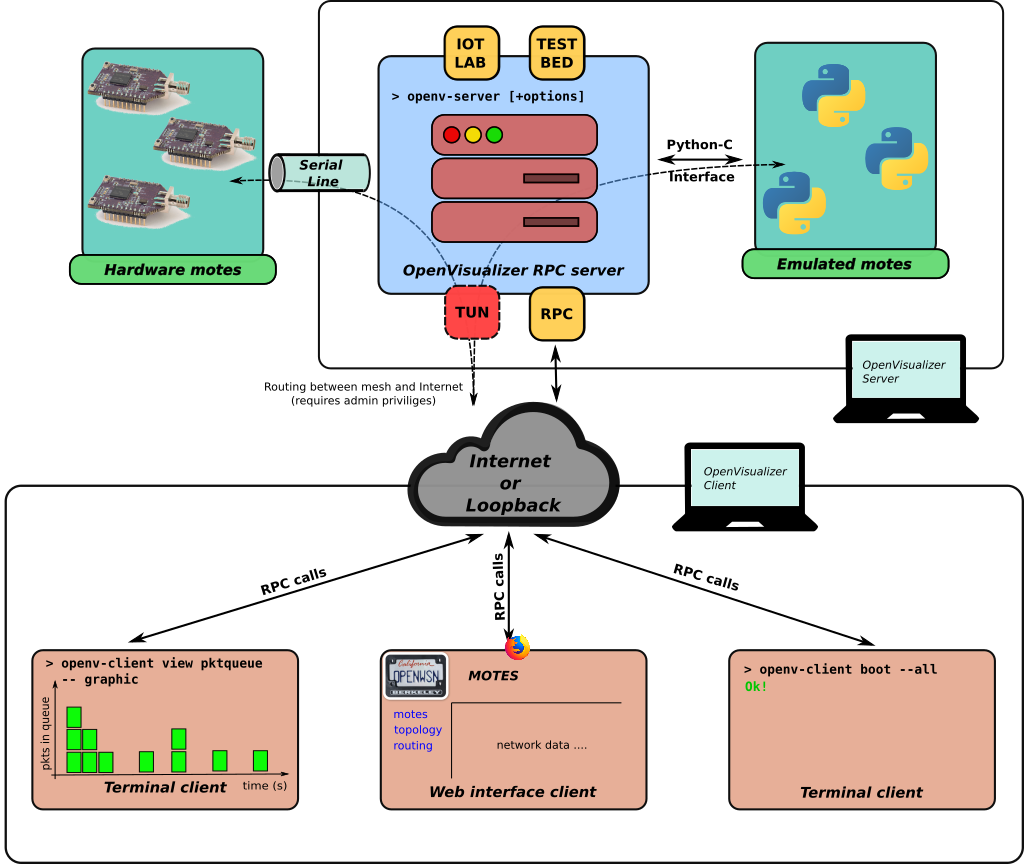 IOT
LAB
TEST
BED
> openv-server [+options]
Serial
Line
Python-C
Interface
Hardware motes
OpenVisualizer RPC server
Emulated motes
TUN
RPC
OpenVisualizer
Server
Routing between mesh and Internet
(requires admin priviliges)
Internet
or
Loopback
OpenVisualizer
Client
RPC calls
RPC calls
RPC calls
> openv-client view pktqueue
-- graphic
pkts in queue
time (s)
Terminal client
California
OPENWSN
BERKELEY
MOTES
motes
topology
routing
network data ....
Web interface client
> openv-client boot --all
Ok!
Terminal client